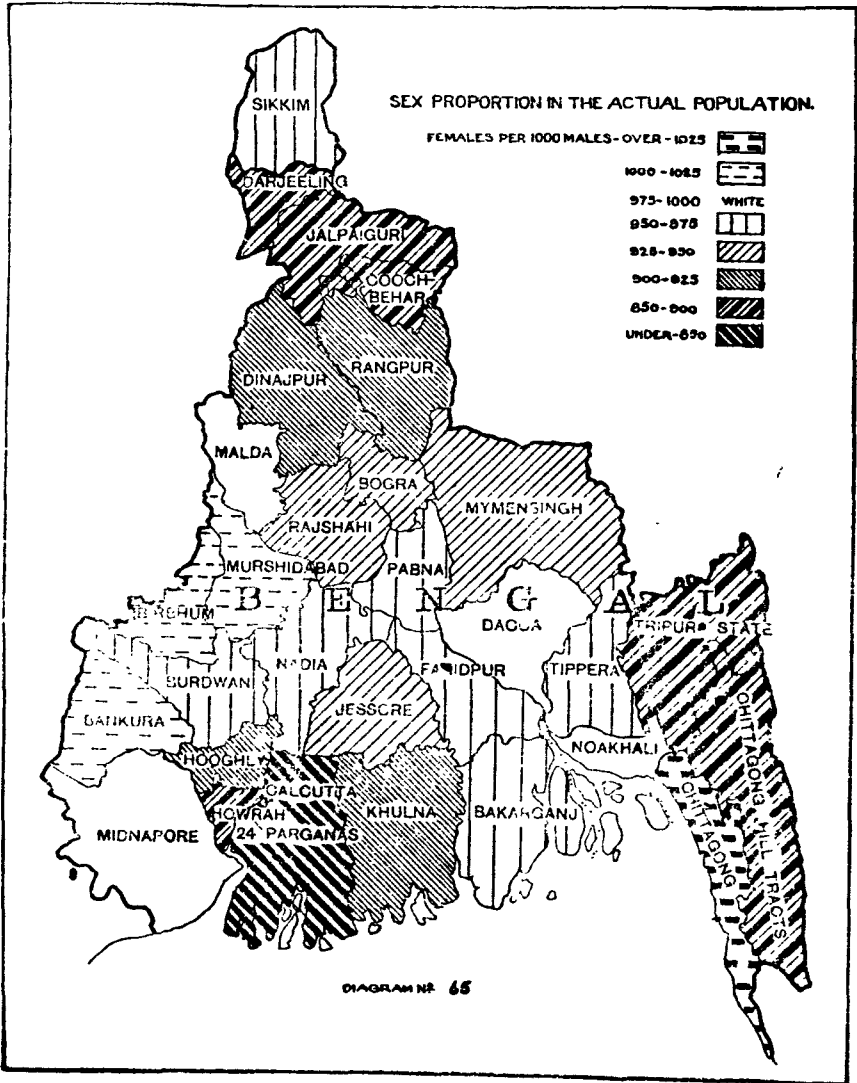 SIKKIM
SEX PROPORTION IN THE ACTUAL POPULATION.
FEMALES PER 1000 MALES-OVER-1025
1000-1025
975-1000 WHITE
950-975
925-950
900-925
850-900
UNDER-850
DARJEELING
JALPAIGURI
COOCH-
BEHAR
RANGPUR
DINAJPUR
MALDA
BOGRA
MYMENSINGH
RAJSHAHI
MURSHIDABAD
PABNA
B E N G A L
BIRBHUM
DACCA
TRIPURA STATE
NADIA
FARIDPUR
TIPPERA
BURDWAN
BANKURA
JESSORE
CHITTAGONG HILL TRACTS
NOAKHALI
HOOGHLY
CALCUTTA
HOWRAH
KHULNA
BAKARGANJ
CHITTAGONG
MIDNAPORE
24 PARGANAS
DIAGRAM Nº 65